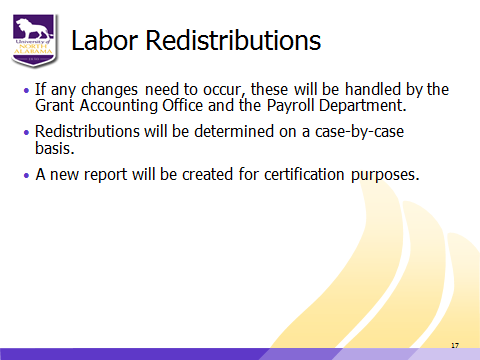 University of
NORTH
ALABAMA
Labor Redistributions
• If any changes need to occur, these will be handled by the
Grant Accounting Office and the Payroll Department.
• Redistributions will be determined on a case-by-case
basis.
• A new report will be created for certification purposes.
17